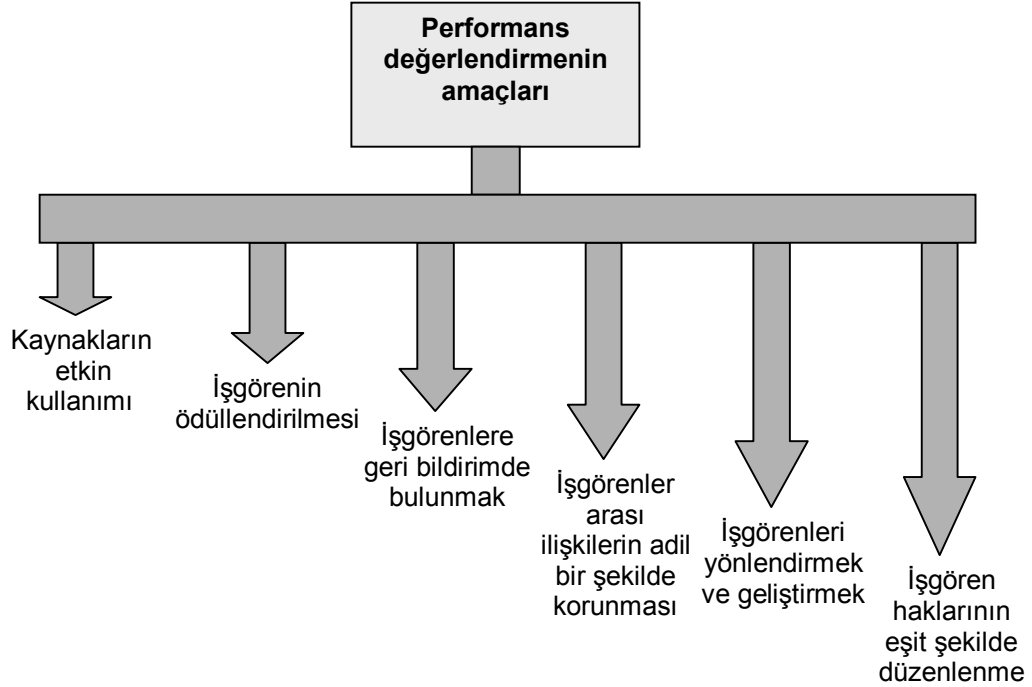 Performans
değerlendirmenin
amaçları
Kaynakların
etkin
kullanımı
İşgörenin
ödüllendirilmesi
İşgörenlere
geri bildirimde
bulunmak
İşgörenler
arası
ilişkilerin adil
bir şekilde
korunması
İşgörenleri
yönlendirmek
ve geliştirmek
İşgören
haklarının
eşit şekilde
düzenlenme